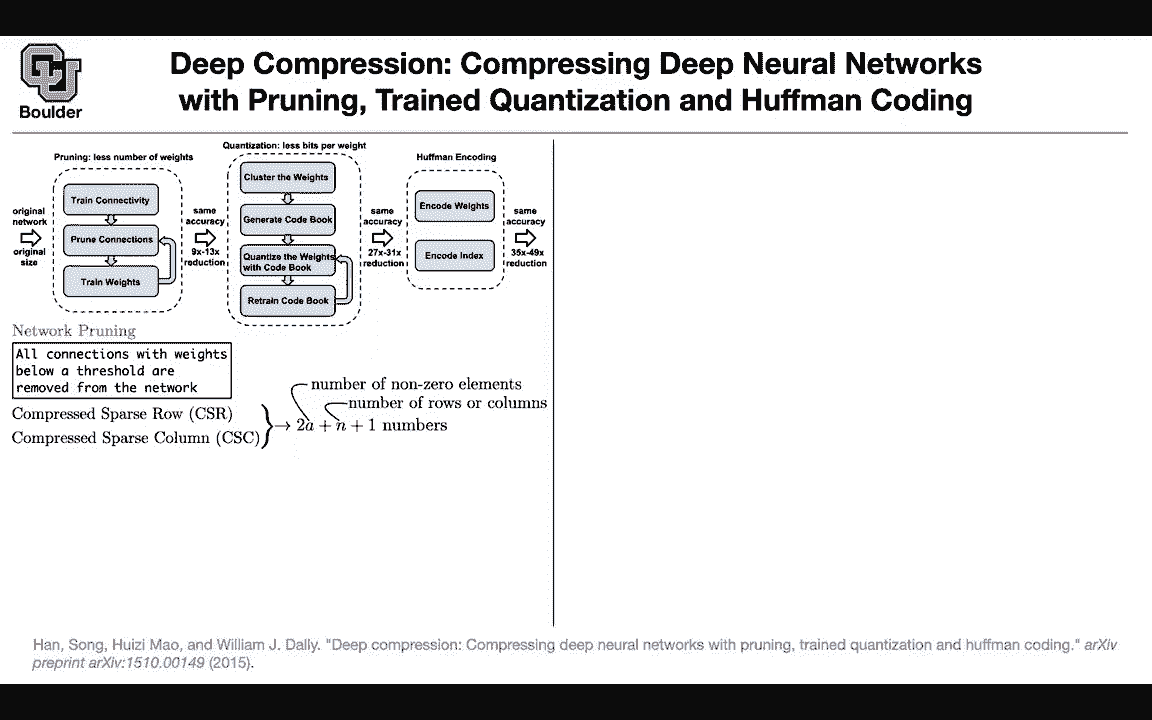 Boulder
Deep Compression: Compressing Deep Neural Networks
with Pruning, Trained Quantization and Huffman Coding
Pruning: less number of weights
Train Connectivity
Prune Connections
Train Weights
original
network
original
size
same
accuracy
9x-13x
reduction
Quantization: less bits per weight
Cluster the Weights
Generate Code Book
Quantize the Weights
with Code Book
Retrain Code Book
same
accuracy
27x-31x
reduction
Huffman Encoding
Encode Weights
Encode Index
same
accuracy
35x-49x
reduction
Network Pruning
All connections with weights
below a threshold are
removed from the network
Compressed Sparse Row (CSR)
Compressed Sparse Column (CSC)
number of non-zero elements
number of rows or columns
→ 2a + n + 1 numbers
Han, Song, Huizi Mao, and William J. Dally. "Deep compression: Compressing deep neural networks with pruning, trained quantization and huffman coding." arXiv
preprint arXiv:1510.00149 (2015).